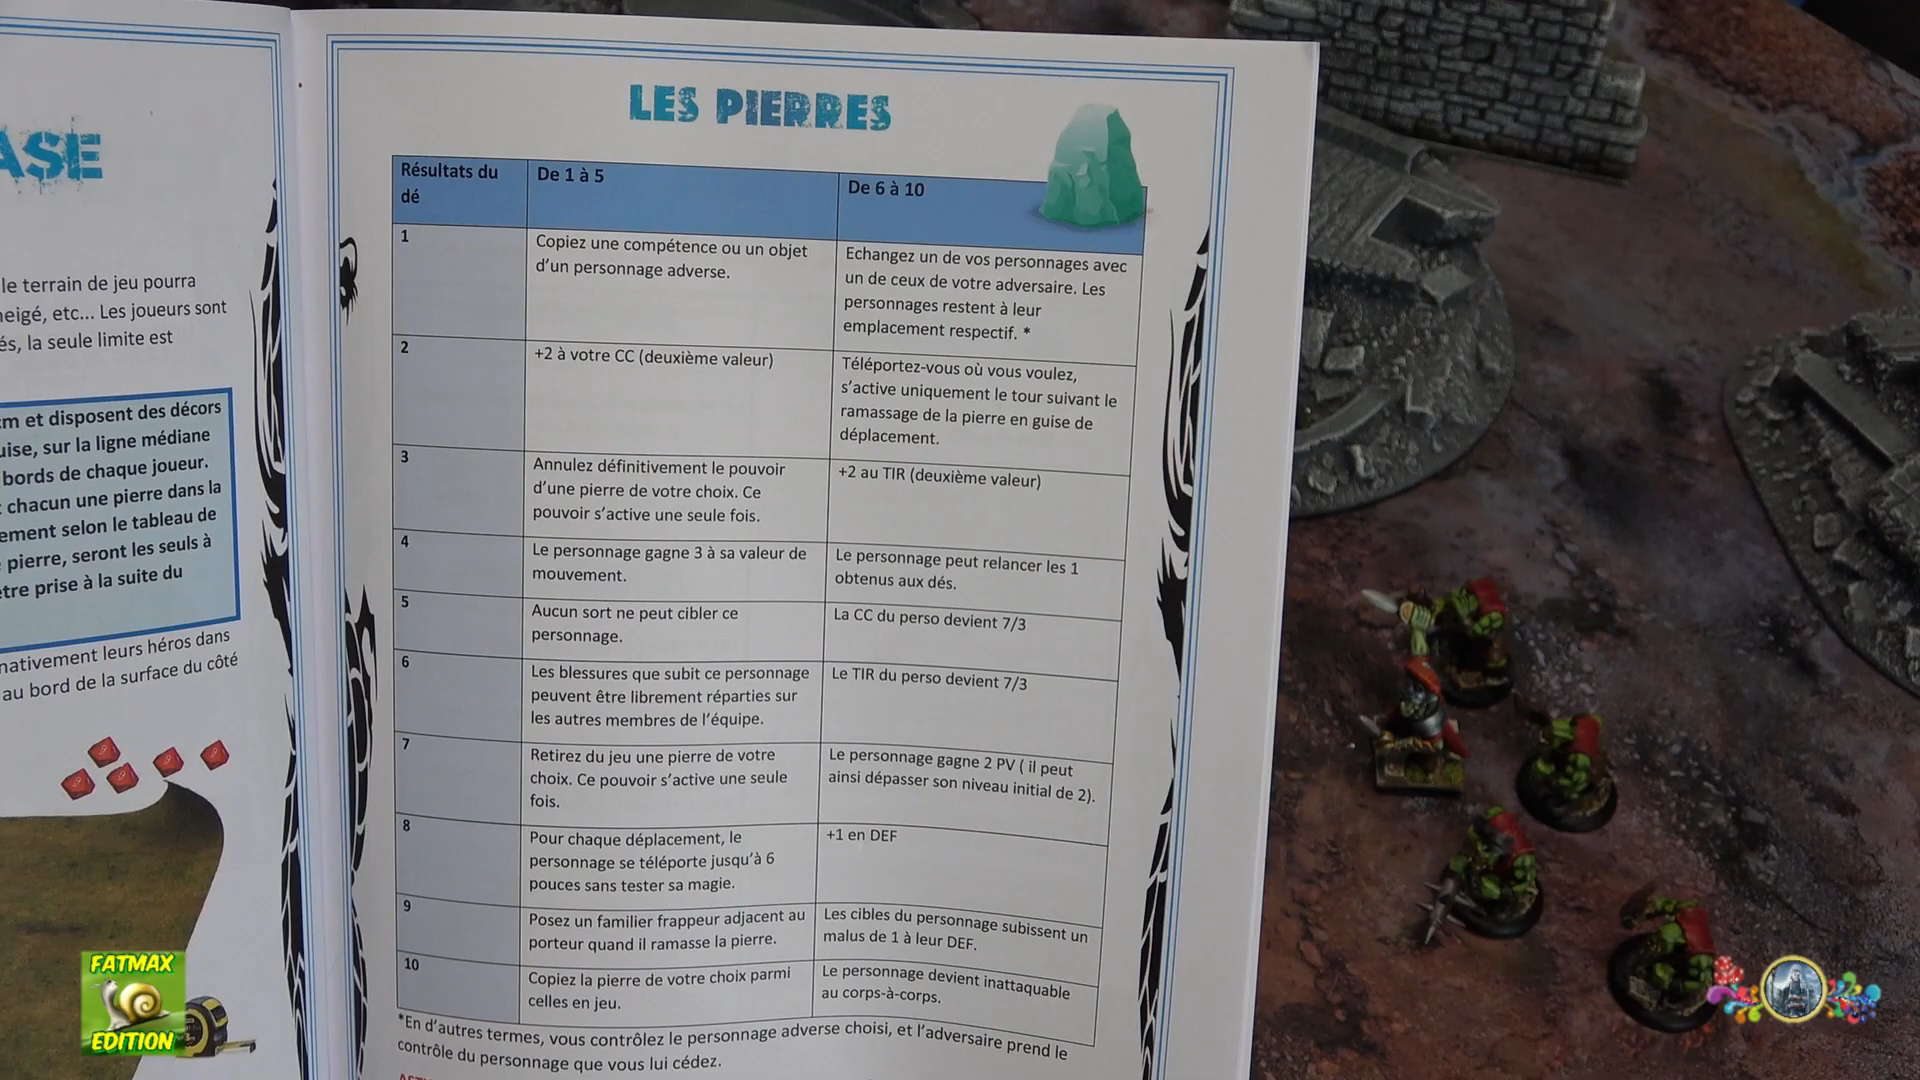 ASE
le terrain de jeu pourra
neigé, etc... Les joueurs sont
és, la seule limite est
cm et disposent des décors
uise, sur la ligne médiane
bords de chaque joueur.
chacun une pierre dans la
ement selon le tableau de
pierre, seront les seuls à
être prise à la suite du
nativement leurs héros dans
au bord de la surface du côté
LES PIERRES
Résultats du
dé
De 1 à 5
De 6 à 10
1
Copiez une compétence ou un objet
d'un personnage adverse.
Echangez un de vos personnages avec
un de ceux de votre adversaire. Les
personnages restent à leur
emplacement respectif. *
2
+2 à votre CC (deuxième valeur)
Téléportez-vous où vous voulez,
s'active uniquement le tour suivant le
ramassage de la pierre en guise de
déplacement.
3
Annulez définitivement le pouvoir
d'une pierre de votre choix. Ce
pouvoir s'active une seule fois.
+2 au TIR (deuxième valeur)
4
Le personnage gagne 3 à sa valeur de
mouvement.
Le personnage peut relancer les 1
obtenus aux dés.
5
Aucun sort ne peut cibler ce
personnage.
La CC du perso devient 7/3
6
Les blessures que subit ce personnage
peuvent être librement réparties sur
les autres membres de l'équipe.
Le TIR du perso devient 7/3
7
Retirez du jeu une pierre de votre
choix. Ce pouvoir s'active une seule
fois.
Le personnage gagne 2 PV ( il peut
ainsi dépasser son niveau initial de 2).
8
Pour chaque déplacement, le
personnage se téléporte jusqu'à 6
pouces sans tester sa magie.
+1 en DEF
9
Posez un familier frappeur adjacent au
porteur quand il ramasse la pierre.
Les cibles du personnage subissent un
malus de 1 à leur DEF.
10
Copiez la pierre de votre choix parmi
celles en jeu.
Le personnage devient inattaquable
au corps-à-corps.
*En d'autres termes, vous contrôlez le personnage adverse choisi, et l'adversaire prend le
contrôle du personnage que vous lui cédez.
FATMAX
EDITION